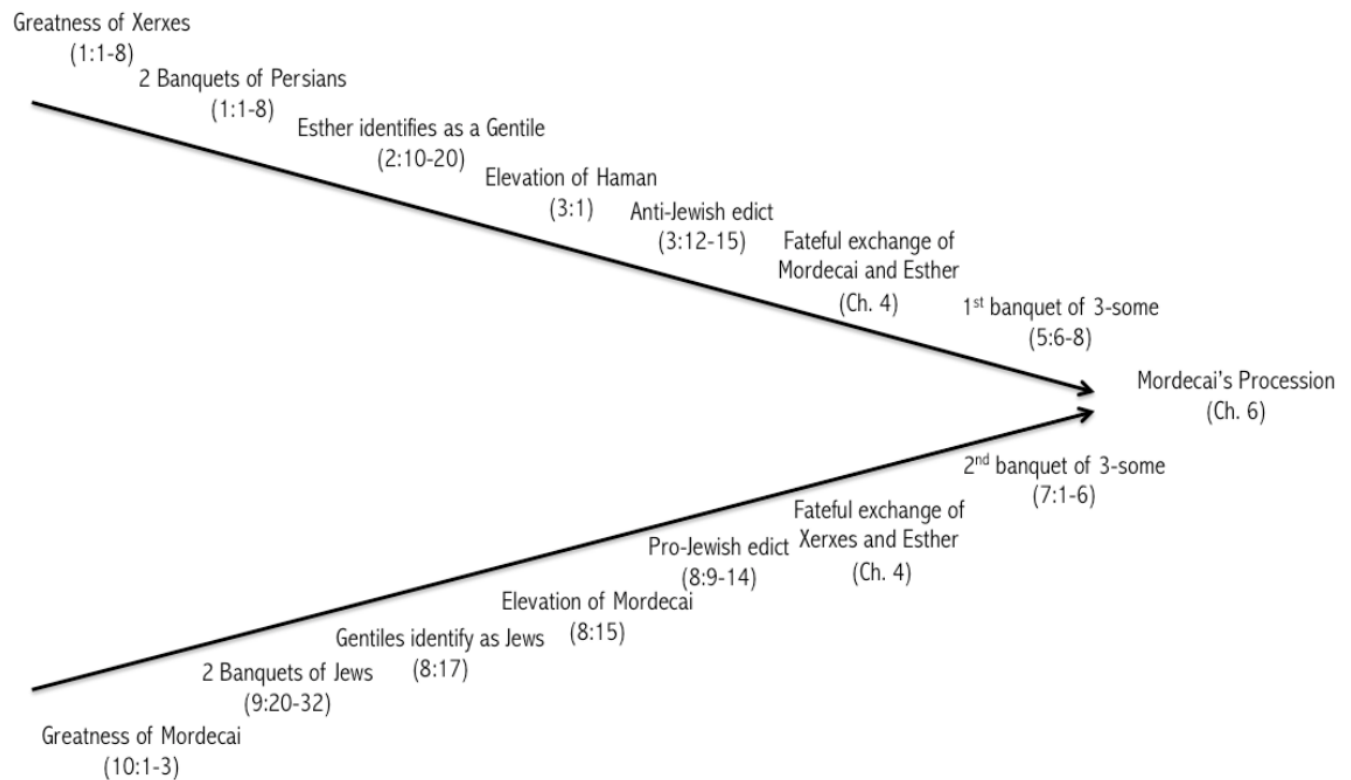 Greatness of Xerxes
(1:1-8)
2 Banquets of Persians
(1:1-8)
Esther identifies as a Gentile
(2:10-20)
Elevation of Haman
(3:1)
Anti-Jewish edict
(3:12-15)
Fateful exchange of
Mordecai and Esther
(Ch. 4)
1st banquet of 3-some
(5:6-8)
Mordecai's Procession
(Ch. 6)
2nd banquet of 3-some
(7:1-6)
Fateful exchange of
Xerxes and Esther
(Ch. 4)
Pro-Jewish edict
(8:9-14)
Elevation of Mordecai
(8:15)
Gentiles identify as Jews
(8:17)
2 Banquets of Jews
(9:20-32)
Greatness of Mordecai
(10:1-3)